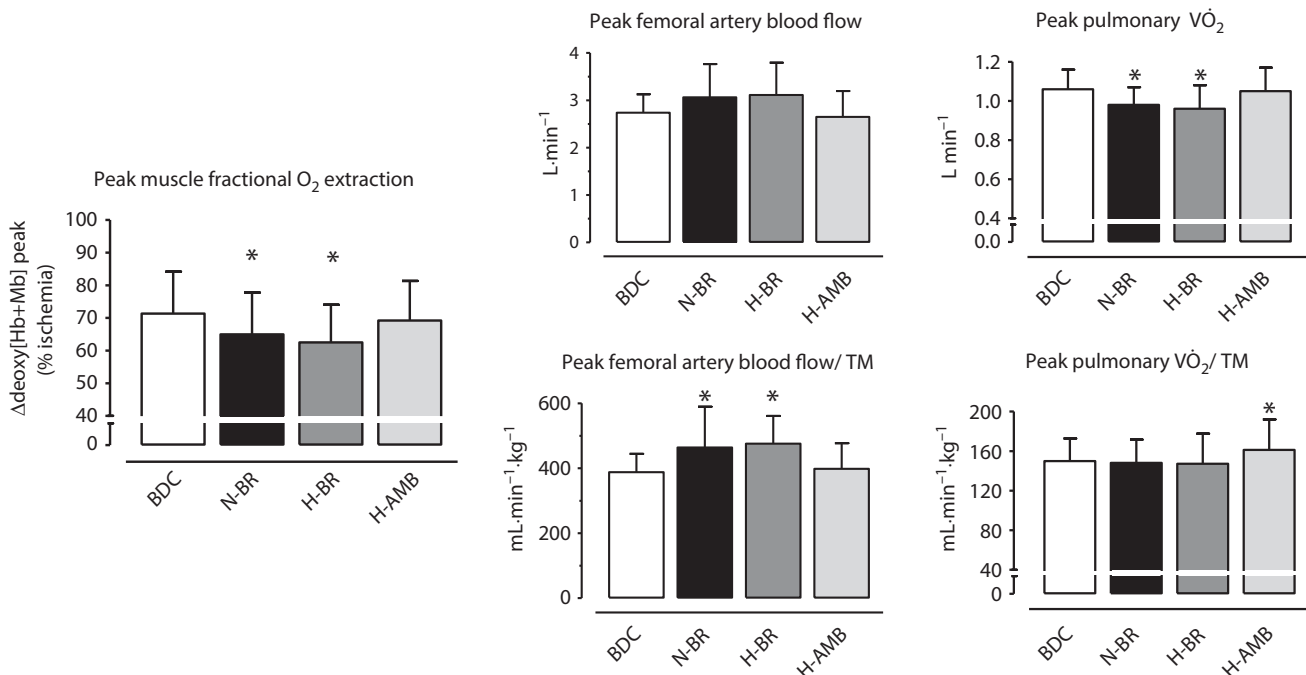 Peak muscle fractional O₂ extraction
Δdeoxy[Hb+Mb] peak
(% ischemia)
100
90
80
70
60
50
40
0
*
*
BDC
N-BR
H-BR
H-AMB
Peak femoral artery blood flow
L·min⁻¹
4
3
2
1
0
BDC
N-BR
H-BR
H-AMB
Peak pulmonary V̇O₂
L min⁻¹
1.2
1.0
0.8
0.6
0.4
0.0
*
*
BDC
N-BR
H-BR
H-AMB
Peak femoral artery blood flow/ TM
mL·min⁻¹·kg⁻¹
600
400
200
0
*
*
BDC
N-BR
H-BR
H-AMB
Peak pulmonary V̇O₂/ TM
mL·min⁻¹·kg⁻¹
200
160
120
80
40
0
*
BDC
N-BR
H-BR
H-AMB